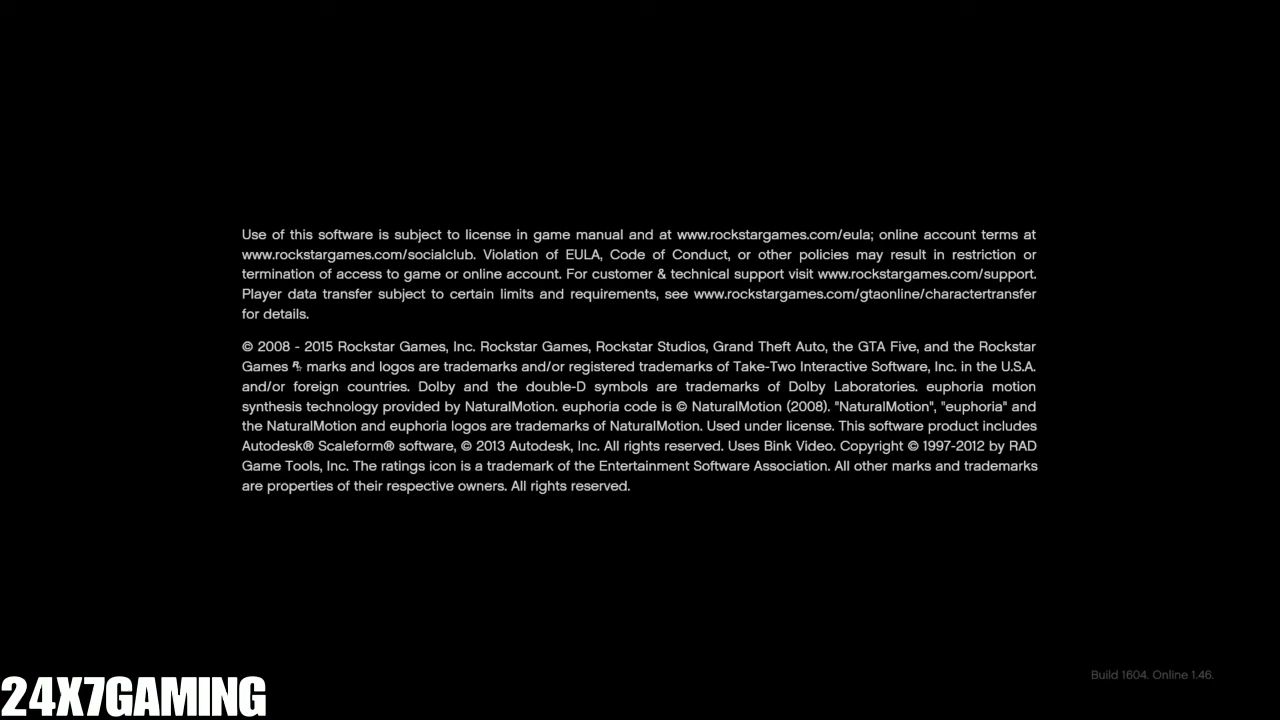 Use of this software is subject to license in game manual and at www.rockstargames.com/eula; online account terms at
www.rockstargames.com/socialclub. Violation of EULA, Code of Conduct, or other policies may result in restriction or
termination of access to game or online account. For customer & technical support visit www.rockstargames.com/support.
Player data transfer subject to certain limits and requirements, see www.rockstargames.com/gtaonline/charactertransfer
for details.
© 2008 - 2015 Rockstar Games, Inc. Rockstar Games, Rockstar Studios, Grand Theft Auto, the GTA Five, and the Rockstar
Games R* marks and logos are trademarks and/or registered trademarks of Take-Two Interactive Software, Inc. in the U.S.A.
and/or foreign countries. Dolby and the double-D symbols are trademarks of Dolby Laboratories. euphoria motion
synthesis technology provided by NaturalMotion. euphoria code is © NaturalMotion (2008). "NaturalMotion", "euphoria" and
the NaturalMotion and euphoria logos are trademarks of NaturalMotion. Used under license. This software product includes
Autodesk® Scaleform® software, © 2013 Autodesk, Inc. All rights reserved. Uses Bink Video. Copyright © 1997-2012 by RAD
Game Tools, Inc. The ratings icon is a trademark of the Entertainment Software Association. All other marks and trademarks
are properties of their respective owners. All rights reserved.
Build 1604. Online 1.46.
24X7GAMING